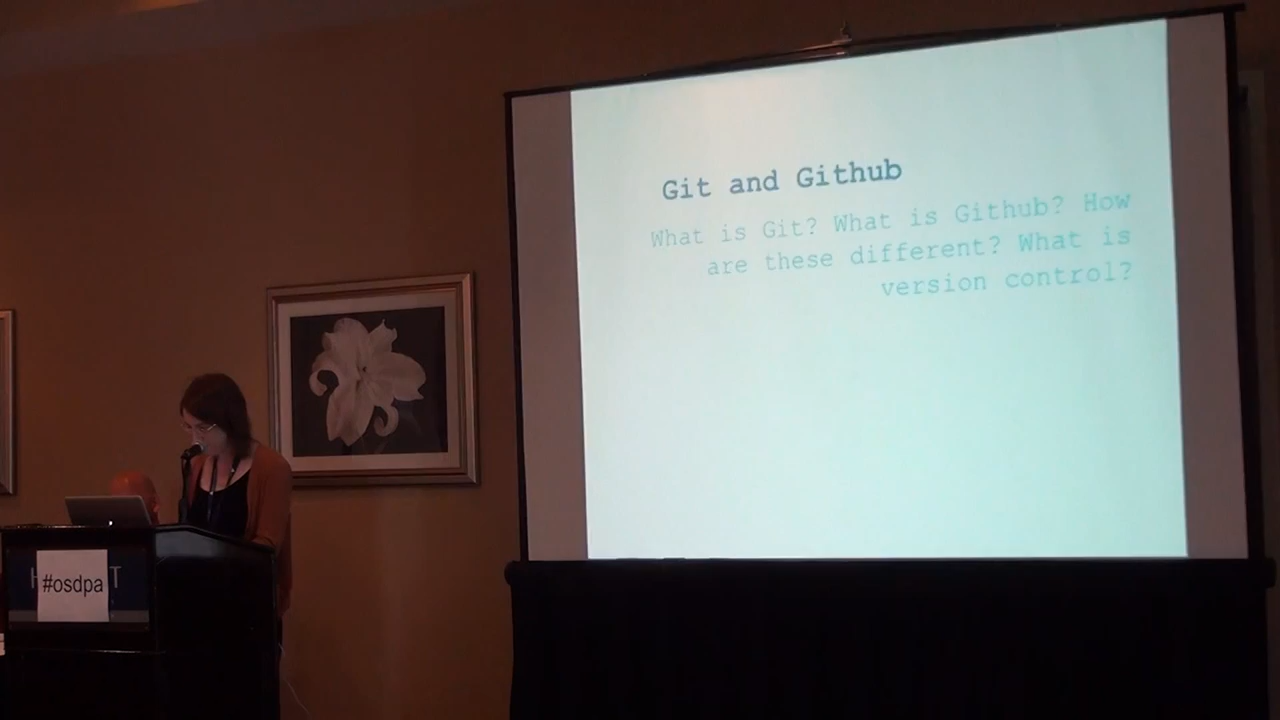 Git and Github
What is Git? What is Github? How
are these different? What is
version control?
#osdpa